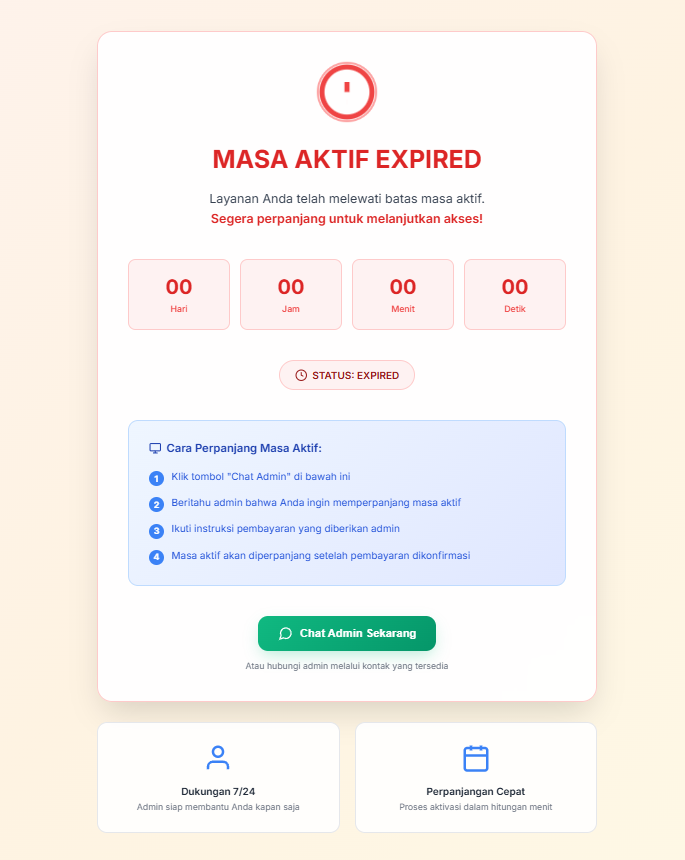 MASA AKTIF EXPIRED
Layanan Anda telah melewati batas masa aktif.
Segera perpanjang untuk melanjutkan akses!
00 00 00 00
Hari Jam Menit Detik
STATUS: EXPIRED
Cara Perpanjang Masa Aktif:
1 Klik tombol "Chat Admin" di bawah ini
2 Beritahu admin bahwa Anda ingin memperpanjang masa aktif
3 Ikuti instruksi pembayaran yang diberikan admin
4 Masa aktif akan diperpanjang setelah pembayaran dikonfirmasi
Chat Admin Sekarang
Atau hubungi admin melalui kontak yang tersedia
Dukungan 7/24
Admin siap membantu Anda kapan saja
Perpanjangan Cepat
Proses aktivasi dalam hitungan menit